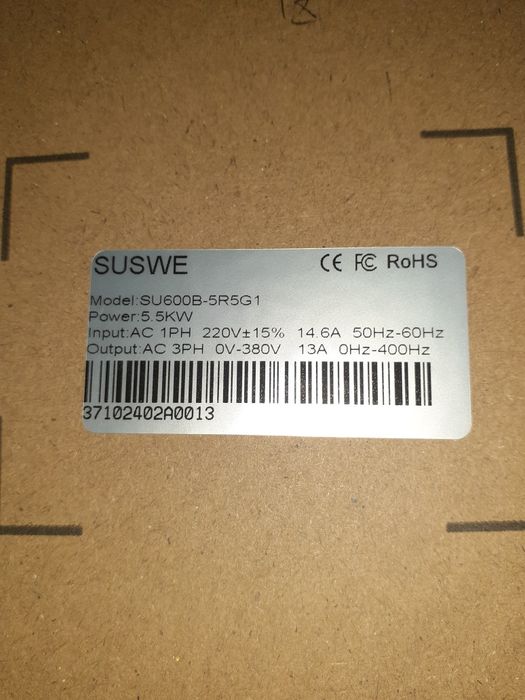 SUSWE CE FC RoHS
Model:SU600B-5R5G1
Power:5.5KW
Input:AC 1PH 220V±15% 14.6A 50Hz-60Hz
Output:AC 3PH 0V-380V 13A 0Hz-400Hz
37102402A0013